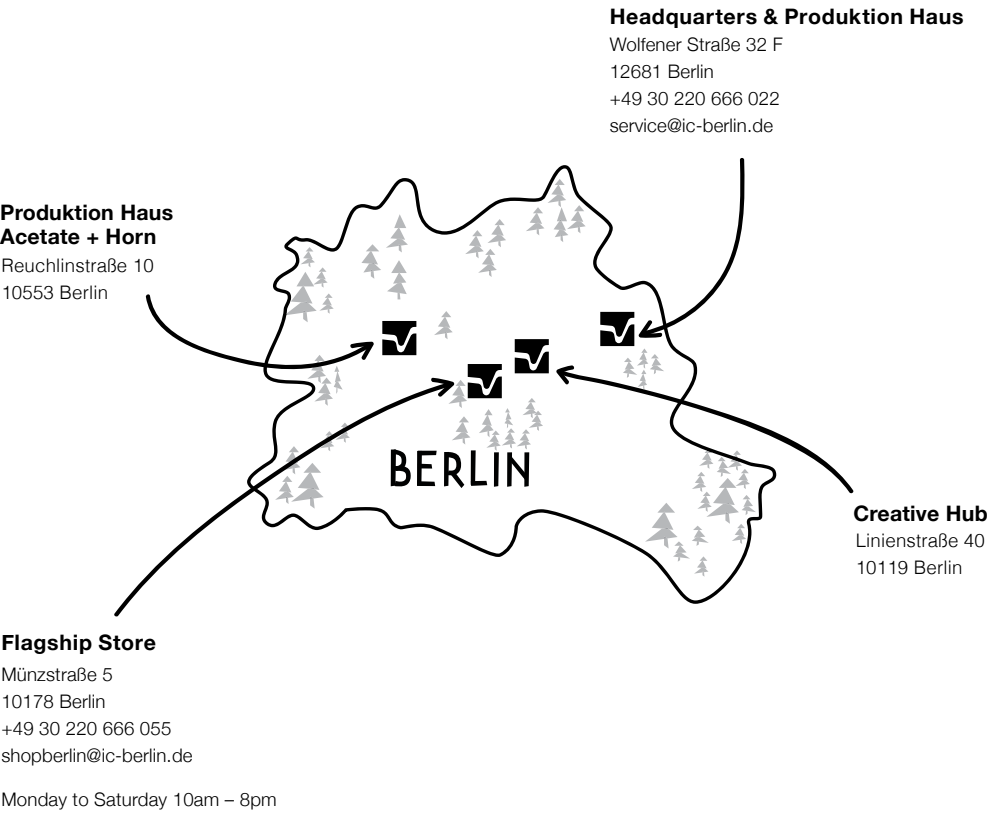 Headquarters & Produktion Haus
Wolfener Straße 32 F
12681 Berlin
+49 30 220 666 022
service@ic-berlin.de
Produktion Haus
Acetate + Horn
Reuchlinstraße 10
10553 Berlin
BERLIN
Creative Hub
Linienstraße 40
10119 Berlin
Flagship Store
Münzstraße 5
10178 Berlin
+49 30 220 666 055
shopberlin@ic-berlin.de
Monday to Saturday 10am – 8pm